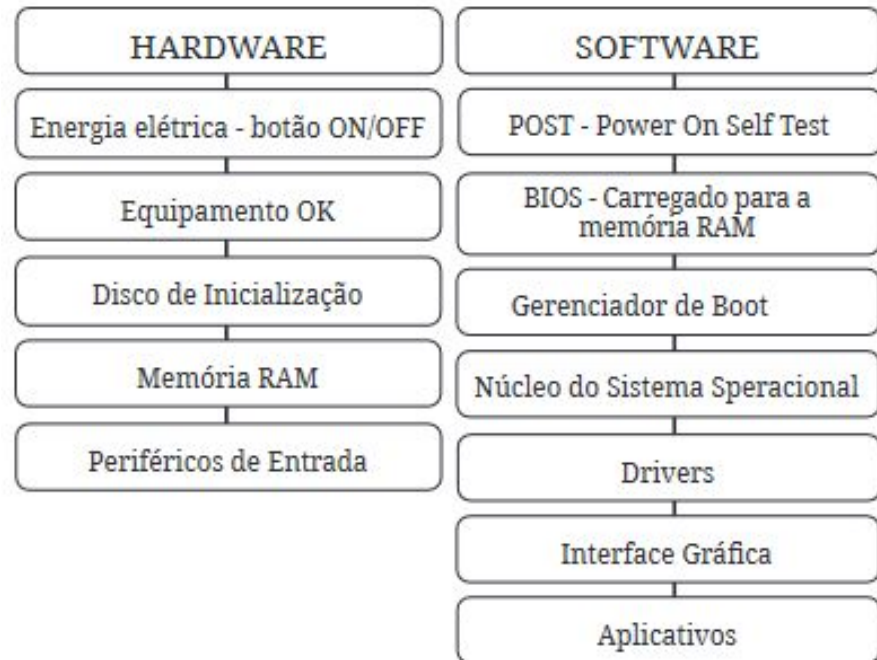 HARDWARE
Energia elétrica - botão ON/OFF
Equipamento OK
Disco de Inicialização
Memória RAM
Periféricos de Entrada
SOFTWARE
POST - Power On Self Test
BIOS - Carregado para a
memória RAM
Gerenciador de Boot
Núcleo do Sistema Speracional
Drivers
Interface Gráfica
Aplicativos